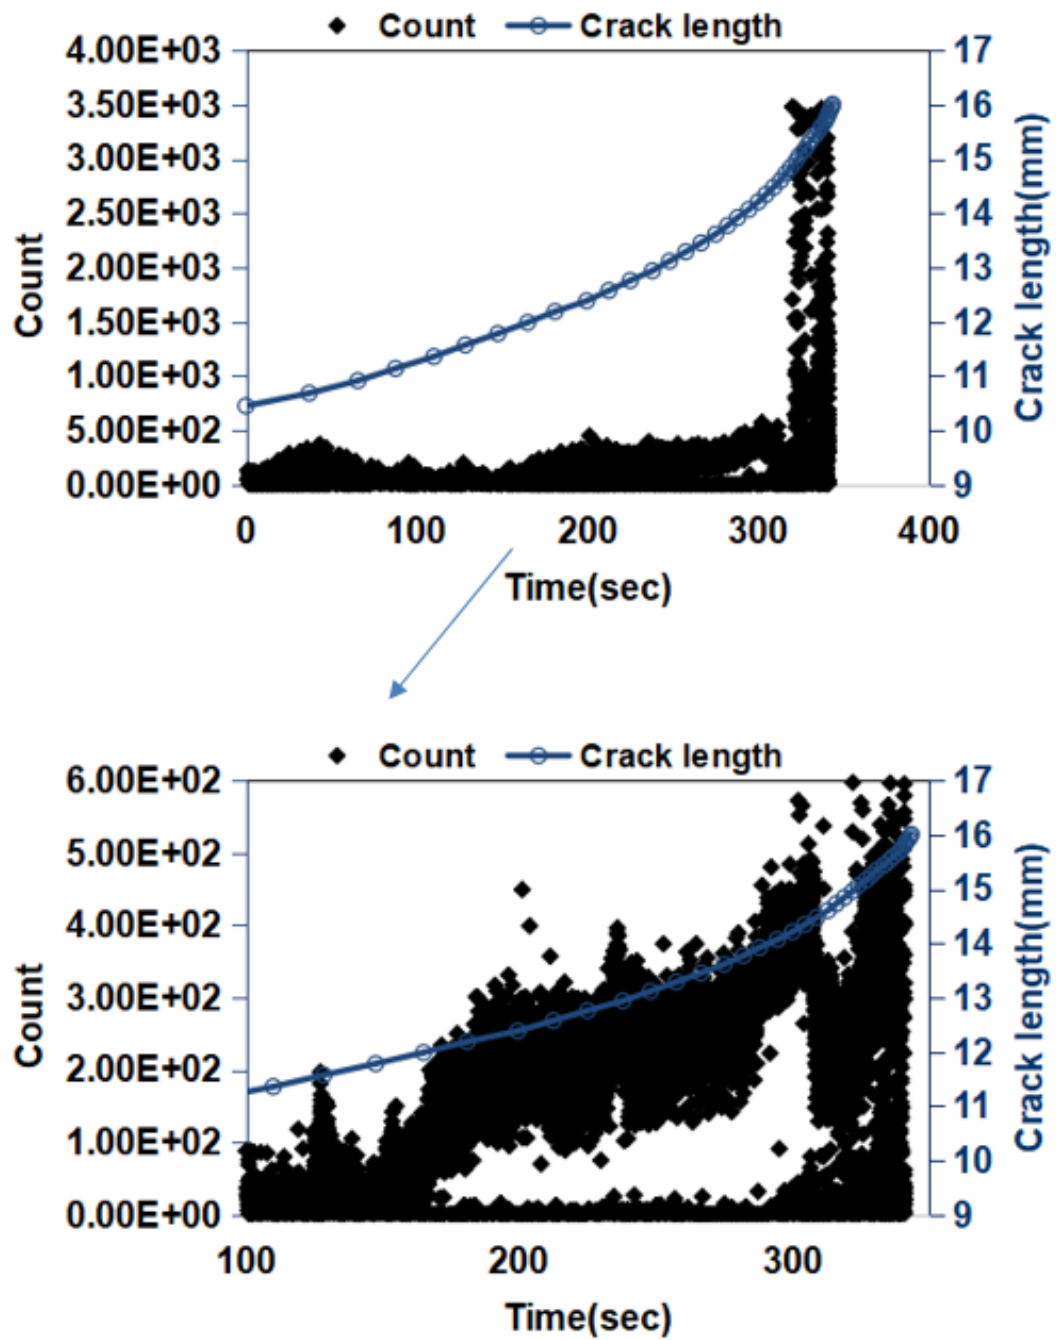 Count Crack length
4.00E+03 17
3.50E+03 16
3.00E+03 15
2.50E+03 14
2.00E+03 13
1.50E+03 12
1.00E+03 11
5.00E+02 10
0.00E+00 9
Count
Crack length(mm)
0 100 200 300 400
Time(sec)
Count Crack length
6.00E+02 17
16
5.00E+02 15
4.00E+02 14
3.00E+02 13
2.00E+02 12
1.00E+02 11
10
0.00E+00 9
Count
Crack length(mm)
100 200 300
Time(sec)